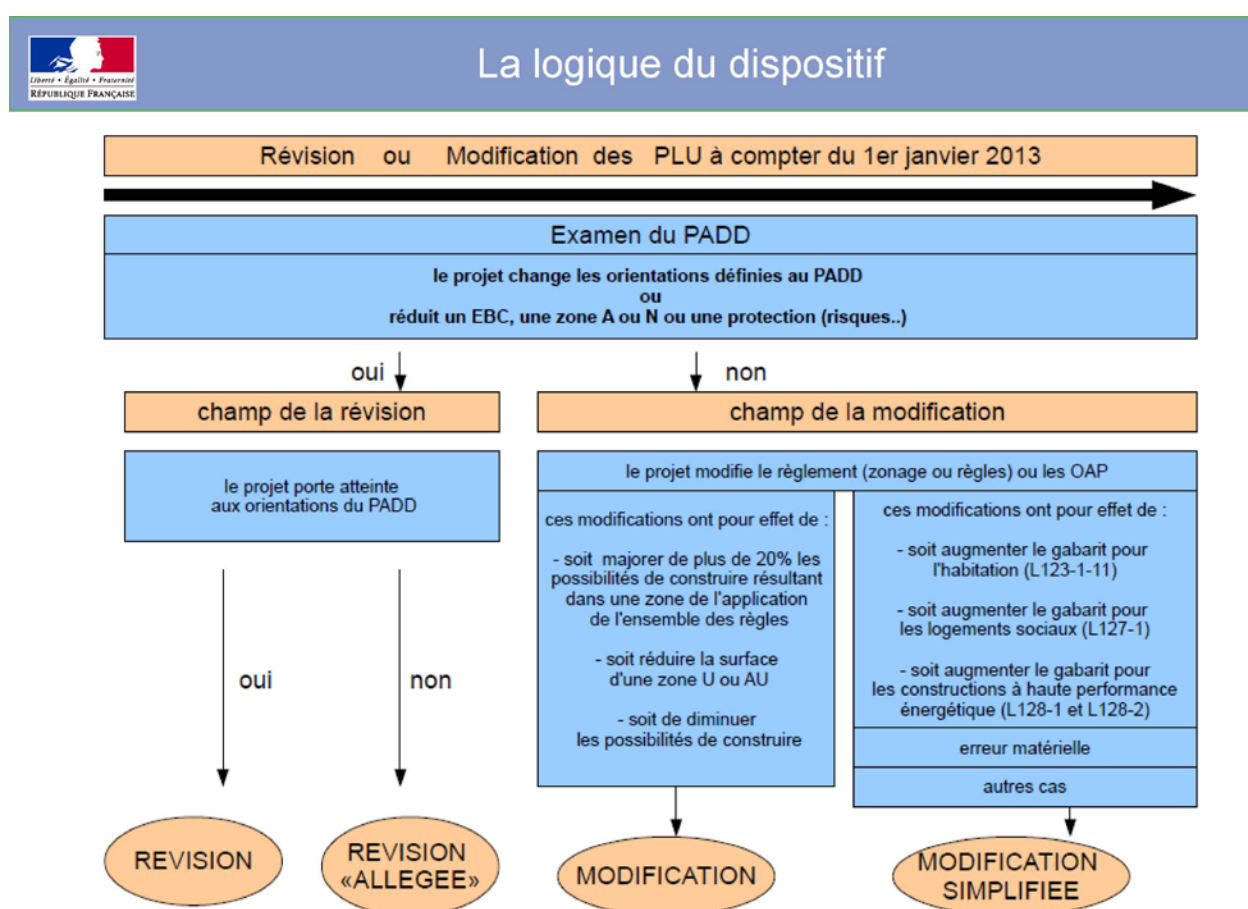 Liberté • Égalité • Fraternité
RÉPUBLIQUE FRANÇAISE
La logique du dispositif
Révision ou Modification des PLU à compter du 1er janvier 2013
Examen du PADD
le projet change les orientations définies au PADD
ou
réduit un EBC, une zone A ou N ou une protection (risques..)
oui
non
champ de la révision
champ de la modification
le projet porte atteinte
aux orientations du PADD
oui
non
le projet modifie le règlement (zonage ou règles) ou les OAP
ces modifications ont pour effet de :
- soit majorer de plus de 20% les
possibilités de construire résultant
dans une zone de l'application
de l'ensemble des règles
- soit réduire la surface
d'une zone U ou AU
- soit de diminuer
les possibilités de construire
ces modifications ont pour effet de :
- soit augmenter le gabarit pour
l'habitation (L123-1-11)
- soit augmenter le gabarit pour
les logements sociaux (L127-1)
- soit augmenter le gabarit pour
les constructions à haute performance
énergétique (L128-1 et L128-2)
erreur matérielle
autres cas
REVISION
REVISION
«ALLEGEE»
MODIFICATION
MODIFICATION
SIMPLIFIEE